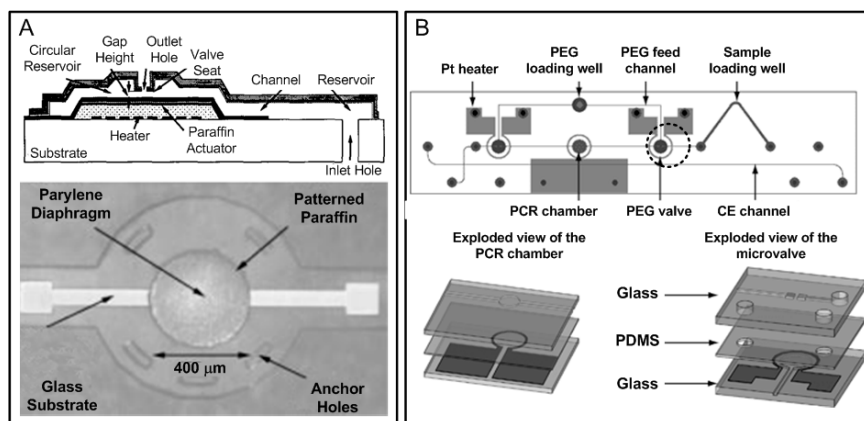 A
Circular
Reservoir
Gap
Height
Outlet
Hole
Valve
Seat
Channel
Reservoir
Heater
Paraffin
Actuator
Substrate
Inlet Hole
Parylene
Diaphragm
Patterned
Paraffin
400 μm
Glass
Substrate
Anchor
Holes
B
PEG
loading well
PEG feed
channel
Sample
loading well
Pt heater
PCR chamber
PEG valve
CE channel
Exploded view of the
PCR chamber
Exploded view of the
microvalve
Glass
PDMS
Glass